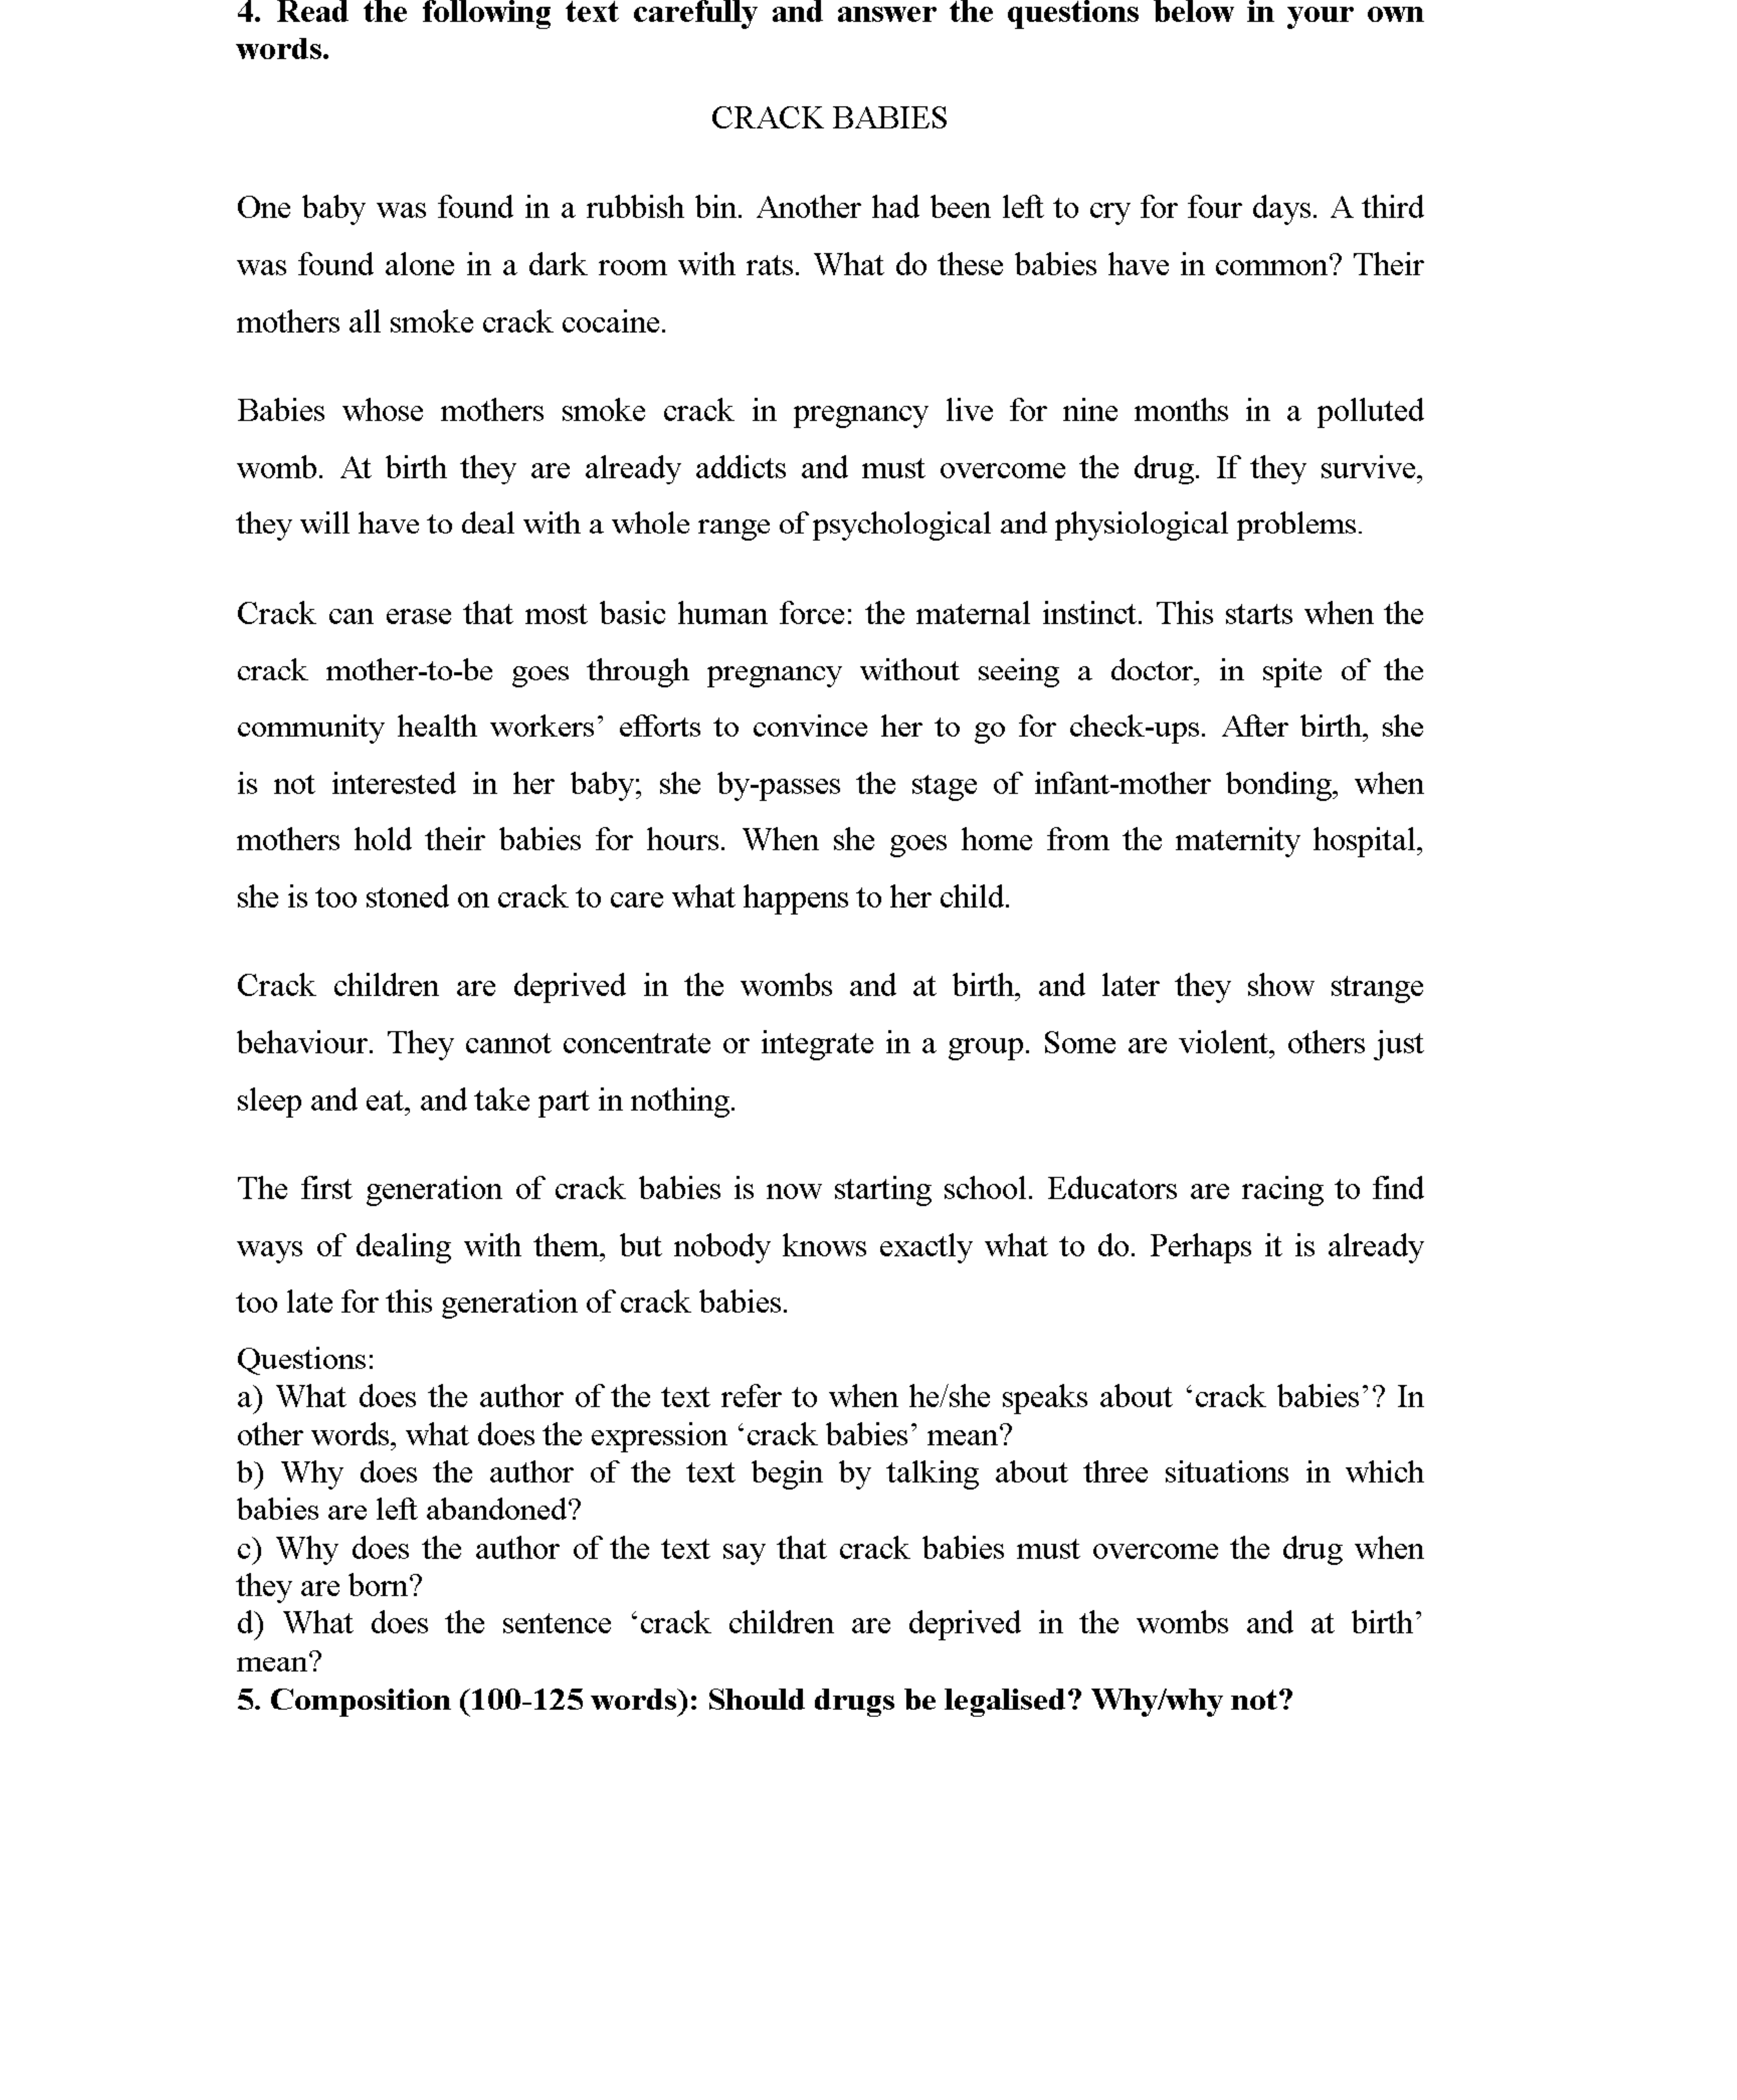 4. Read the following text carefully and answer the questions below in your own
words.
CRACK BABIES
One baby was found in a rubbish bin. Another had been left to cry for four days. A third
was found alone in a dark room with rats. What do these babies have in common? Their
mothers all smoke crack cocaine.
Babies whose mothers smoke crack in pregnancy live for nine months in a polluted
womb. At birth they are already addicts and must overcome the drug. If they survive,
they will have to deal with a whole range of psychological and physiological problems.
Crack can erase that most basic human force: the maternal instinct. This starts when the
crack mother-to-be goes through pregnancy without seeing a doctor, in spite of the
community health workers’ efforts to convince her to go for check-ups. After birth, she
is not interested in her baby; she by-passes the stage of infant-mother bonding, when
mothers hold their babies for hours. When she goes home from the maternity hospital,
she is too stoned on crack to care what happens to her child.
Crack children are deprived in the wombs and at birth, and later they show strange
behaviour. They cannot concentrate or integrate in a group. Some are violent, others just
sleep and eat, and take part in nothing.
The first generation of crack babies is now starting school. Educators are racing to find
ways of dealing with them, but nobody knows exactly what to do. Perhaps it is already
too late for this generation of crack babies.
Questions:
a) What does the author of the text refer to when he/she speaks about ‘crack babies’? In
other words, what does the expression ‘crack babies’ mean?
b) Why does the author of the text begin by talking about three situations in which
babies are left abandoned?
c) Why does the author of the text say that crack babies must overcome the drug when
they are born?
d) What does the sentence ‘crack children are deprived in the wombs and at birth’
mean?
5. Composition (100-125 words): Should drugs be legalised? Why/why not?